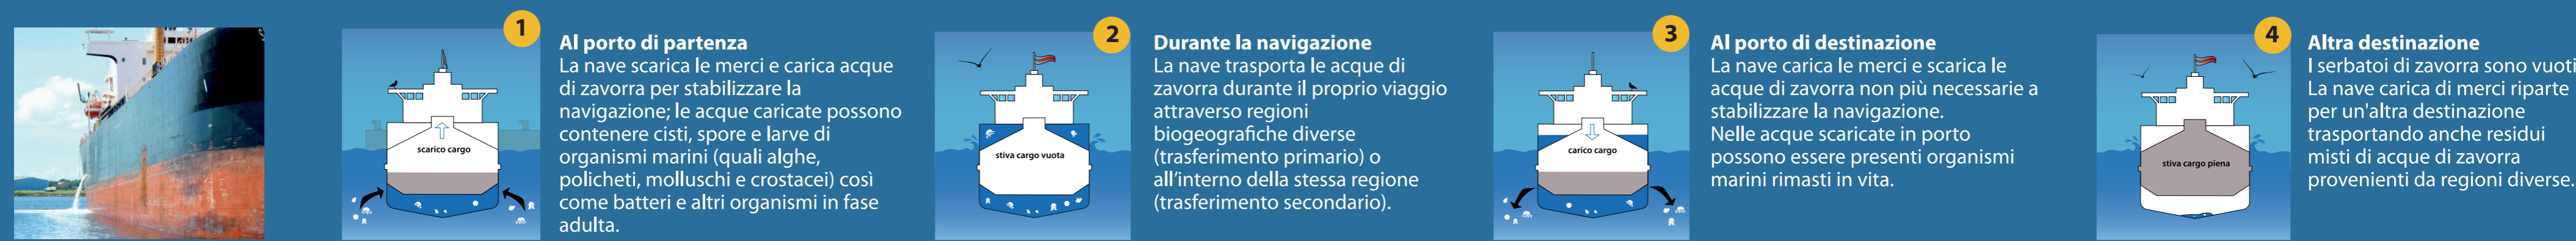 1
Al porto di partenza
La nave scarica le merci e carica acque
di zavorra per stabilizzare la
navigazione; le acque caricate possono
contenere cisti, spore e larve di
organismi marini (quali alghe,
policheti, molluschi e crostacei) così
come batteri e altri organismi in fase
adulta.
scarico cargo
2
Durante la navigazione
La nave trasporta le acque di
zavorra durante il proprio viaggio
attraverso regioni
biogeografiche diverse
(trasferimento primario) o
all'interno della stessa regione
(trasferimento secondario).
stiva cargo vuota
3
Al porto di destinazione
La nave carica le merci e scarica le
acque di zavorra non più necessarie a
stabilizzare la navigazione.
Nelle acque scaricate in porto
possono essere presenti organismi
marini rimasti in vita.
carico cargo
4
Altra destinazione
I serbatoi di zavorra sono vuoti
La nave carica di merci riparte
per un'altra destinazione
trasportando anche residui
misti di acque di zavorra
provenienti da regioni diverse.
stiva cargo piena